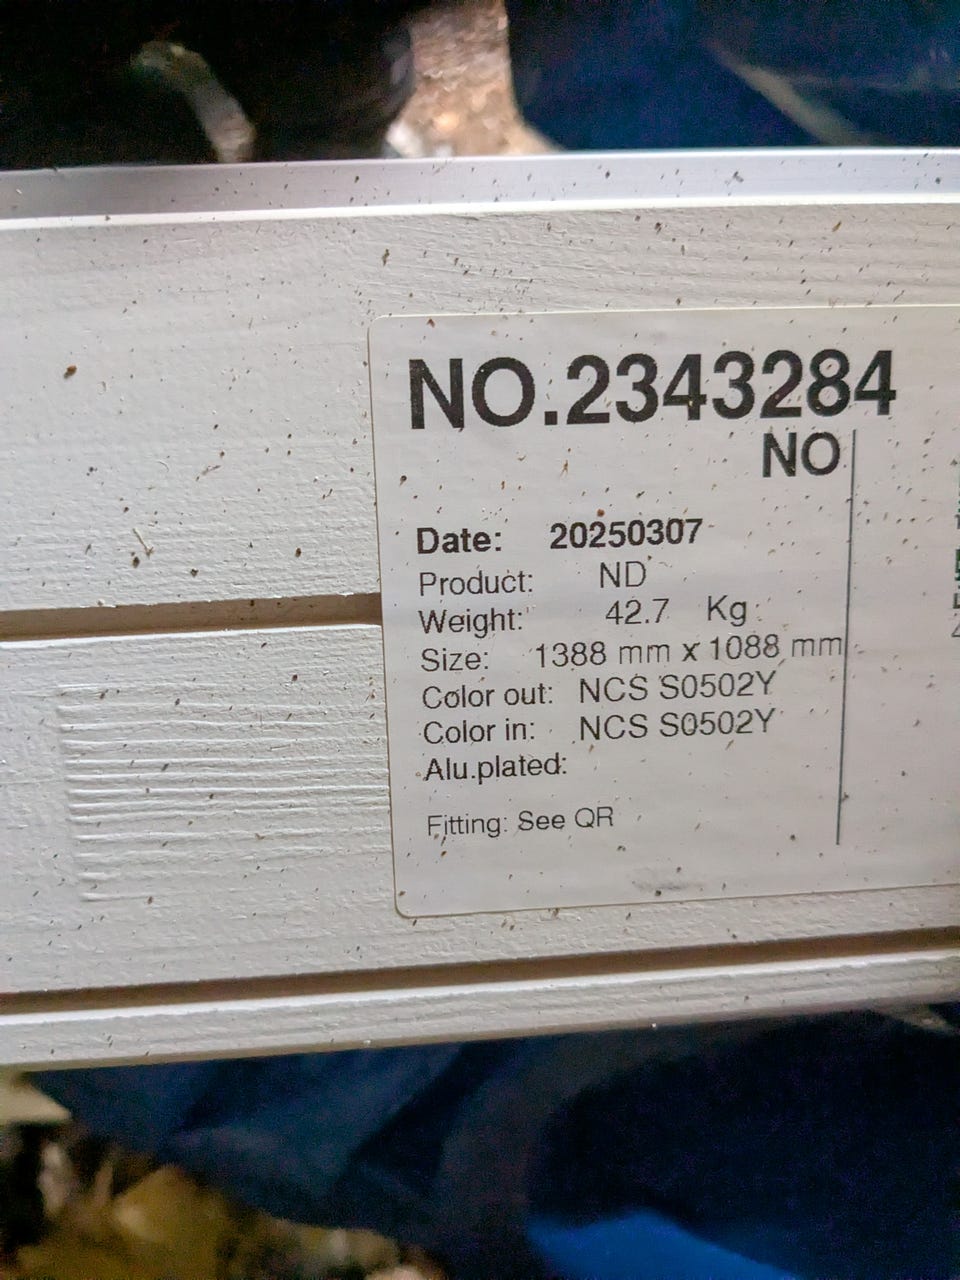 NO.2343284
NO
Date: 20250307
Product: ND
Weight: 42.7 Kg
Size: 1388 mm x 1088 mm
Color out: NCS S0502Y
Color in: NCS S0502Y
Alu.plated:
Fitting: See QR